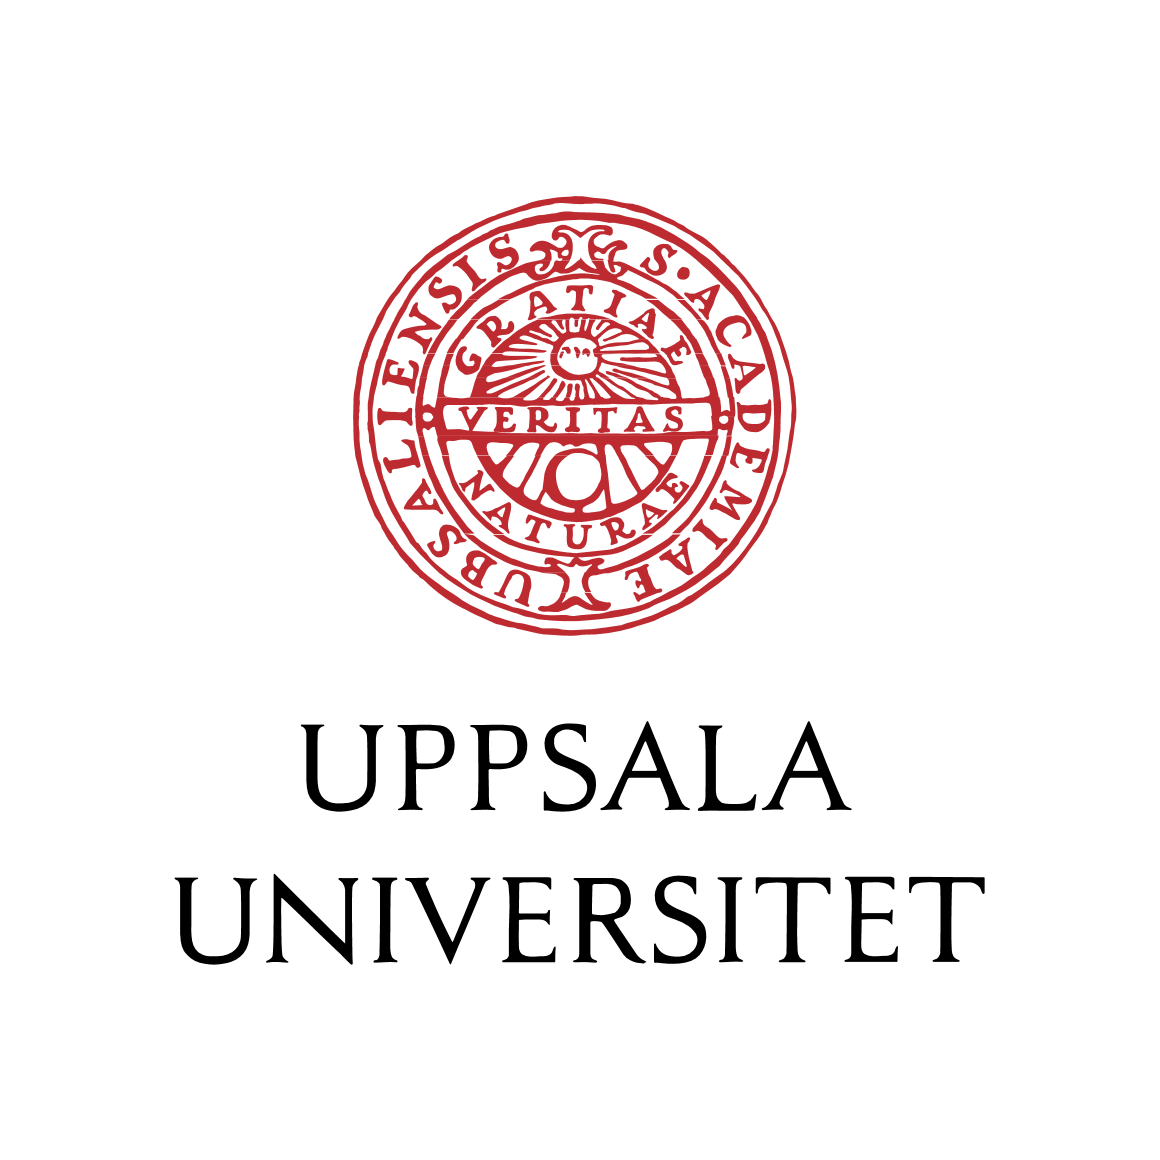 S · ACADEMIAE
UBSALIENSIS
GRATIAE
VERITAS
NATURAE
UPPSALA
UNIVERSITET